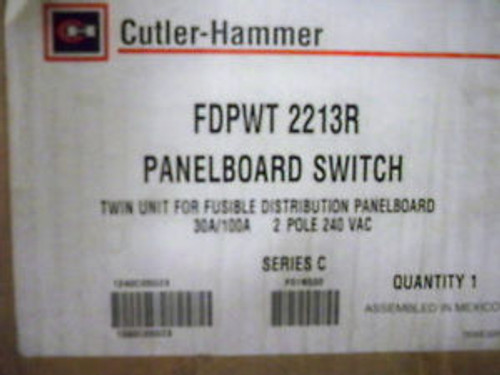 Cutler-Hammer
FDPWT 2213R
PANELBOARD SWITCH
TWIN UNIT FOR FUSIBLE DISTRIBUTION PANELBOARD
30A/100A 2 POLE 240 VAC
SERIES C
QUANTITY 1
ASSEMBLED IN MEXICO